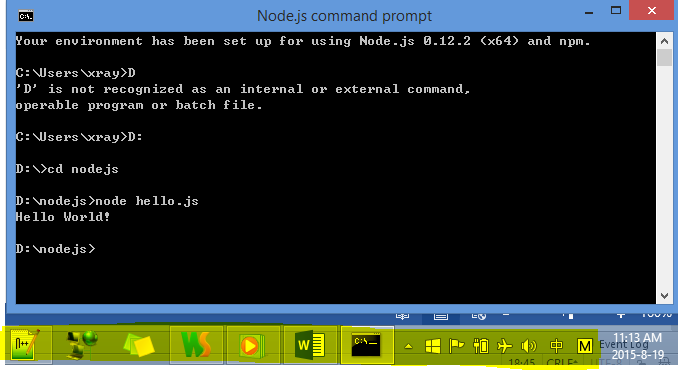 Node.js command prompt
Your environment has been set up for using Node.js 0.12.2 (x64) and npm.
C:\Users\xray>D
'D' is not recognized as an internal or external command,
operable program or batch file.
C:\Users\xray>D:
D:\>cd nodejs
D:\nodejs>node hello.js
Hello World!
D:\nodejs>
中 M
11:13 AM
Event Log
2015-8-19
18:45 CRLF